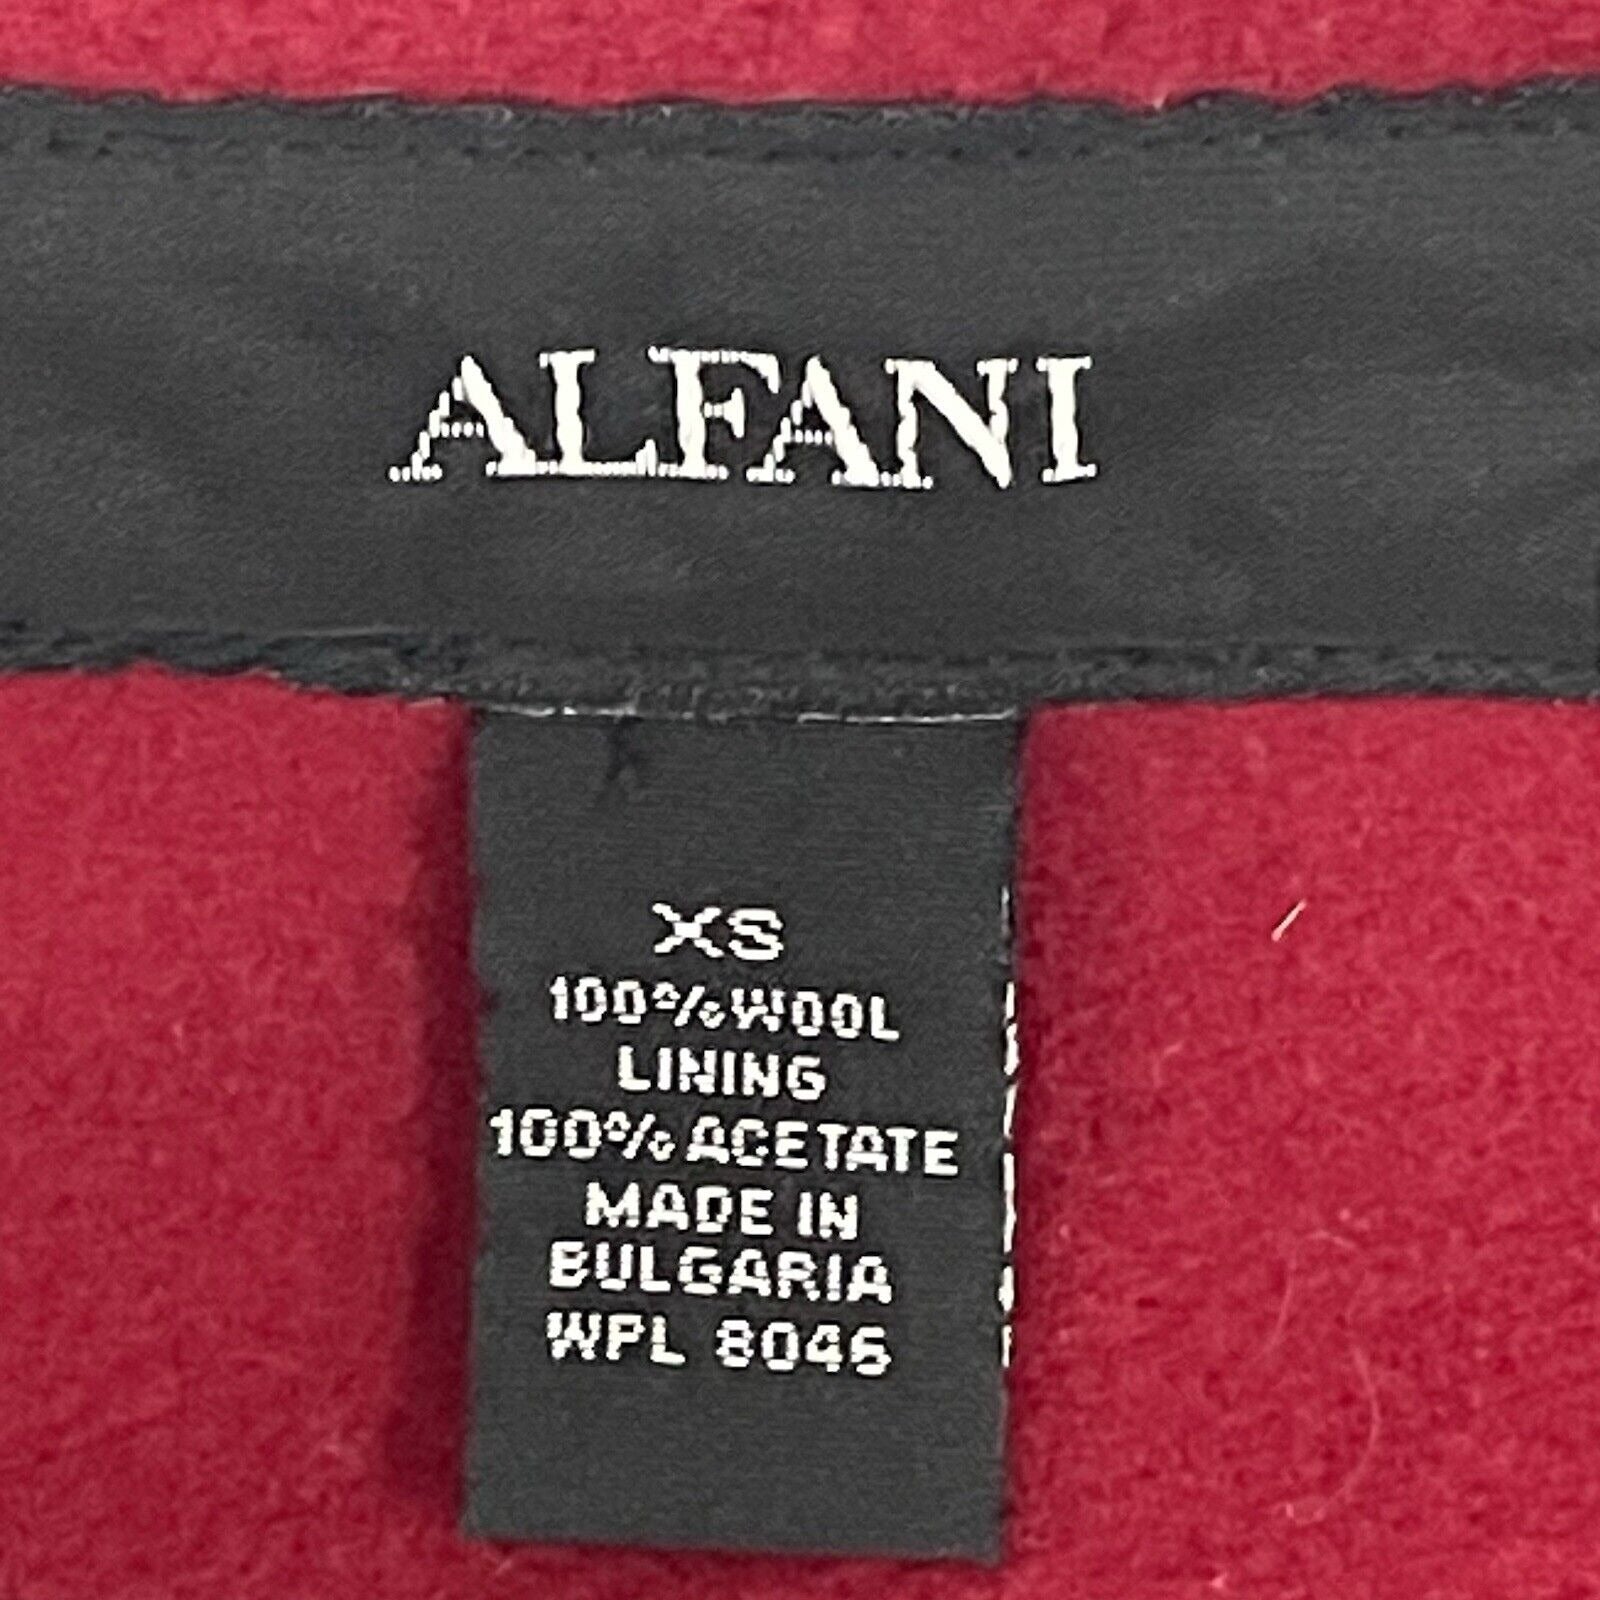 ALFANI
XS
100% WOOL
LINING
100% ACETATE
MADE IN
BULGARIA
WPL 8046